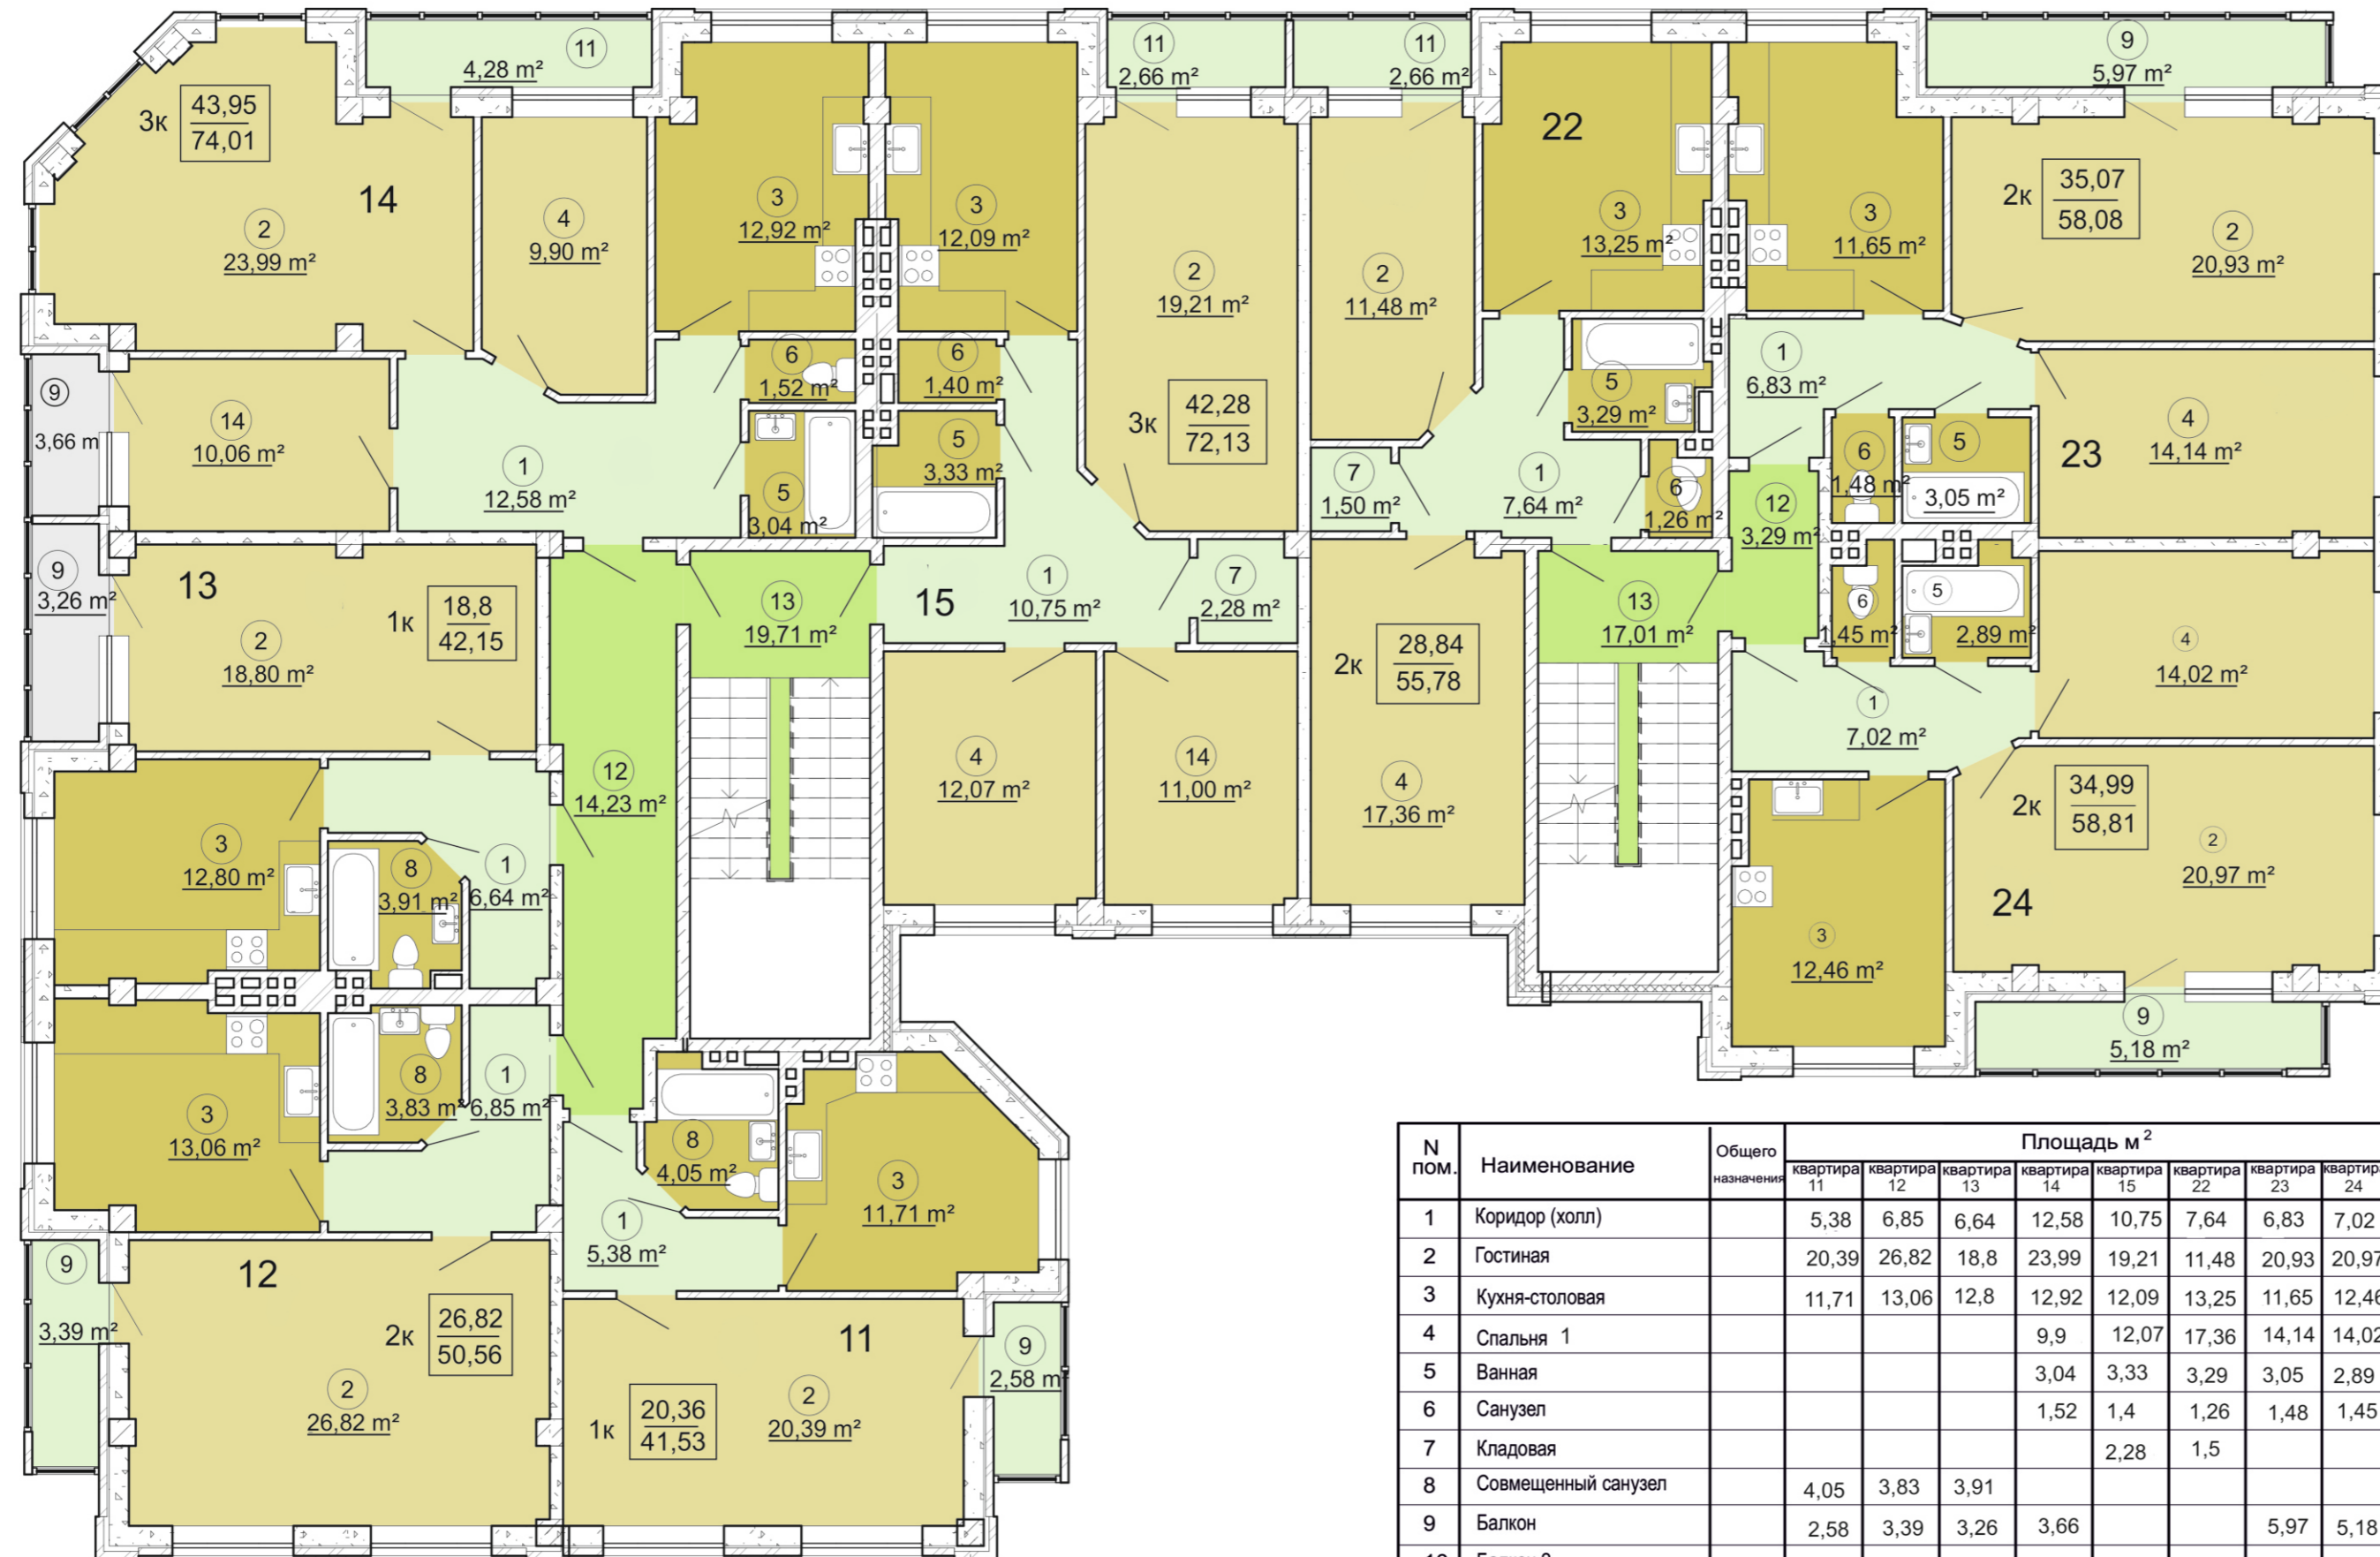 11
4,28 m²
11
2,66 m²
11
2,66 m²
9
5,97 m²
3к
43,95
74,01
14
2
23,99 m²
4
9,90 m²
3
12,92 m²
3
12,09 m²
2
19,21 m²
2
11,48 m²
22
3
13,25 m²
3
11,65 m²
2к
35,07
58,08
2
20,93 m²
9
3,66 m
14
10,06 m²
1
12,58 m²
6
1,52 m²
6
1,40 m²
5
3,04 m²
5
3,33 m²
3к
42,28
72,13
5
3,29 m²
1
6,83 m²
7
1,50 m²
1
7,64 m²
6
1,26 m²
12
3,29 m²
6
1,48 m²
5
3,05 m²
23
4
14,14 m²
9
3,26 m²
13
2
18,80 m²
1к
18,8
42,15
13
19,71 m²
15
1
10,75 m²
7
2,28 m²
2к
28,84
55,78
13
17,01 m²
6
1,45 m²
5
2,89 m²
4
14,02 m²
1
7,02 m²
12
14,23 m²
4
12,07 m²
14
11,00 m²
4
17,36 m²
2к
34,99
58,81
2
20,97 m²
24
3
12,46 m²
9
5,18 m²
3
12,80 m²
8
3,91 m²
1
6,64 m²
3
13,06 m²
8
3,83 m²
1
6,85 m²
8
4,05 m²
3
11,71 m²
1
5,38 m²
9
3,39 m²
12
2к
26,82
50,56
2
26,82 m²
11
1к
20,36
41,53
2
20,39 m²
9
2,58 m²
N пом. Наименование Общего назначения Площадь м²
квартира 11 квартира 12 квартира 13 квартира 14 квартира 15 квартира 22 квартира 23 квартира 24
1 Коридор (холл) 5,38 6,85 6,64 12,58 10,75 7,64 6,83 7,02
2 Гостиная 20,39 26,82 18,8 23,99 19,21 11,48 20,93 20,97
3 Кухня-столовая 11,71 13,06 12,8 12,92 12,09 13,25 11,65 12,46
4 Спальня 1 9,9 12,07 17,36 14,14 14,02
5 Ванная 3,04 3,33 3,29 3,05 2,89
6 Санузел 1,52 1,4 1,26 1,48 1,45
7 Кладовая 2,28 1,5
8 Совмещенный санузел 4,05 3,83 3,91
9 Балкон 2,58 3,39 3,26 3,66 5,97 5,18